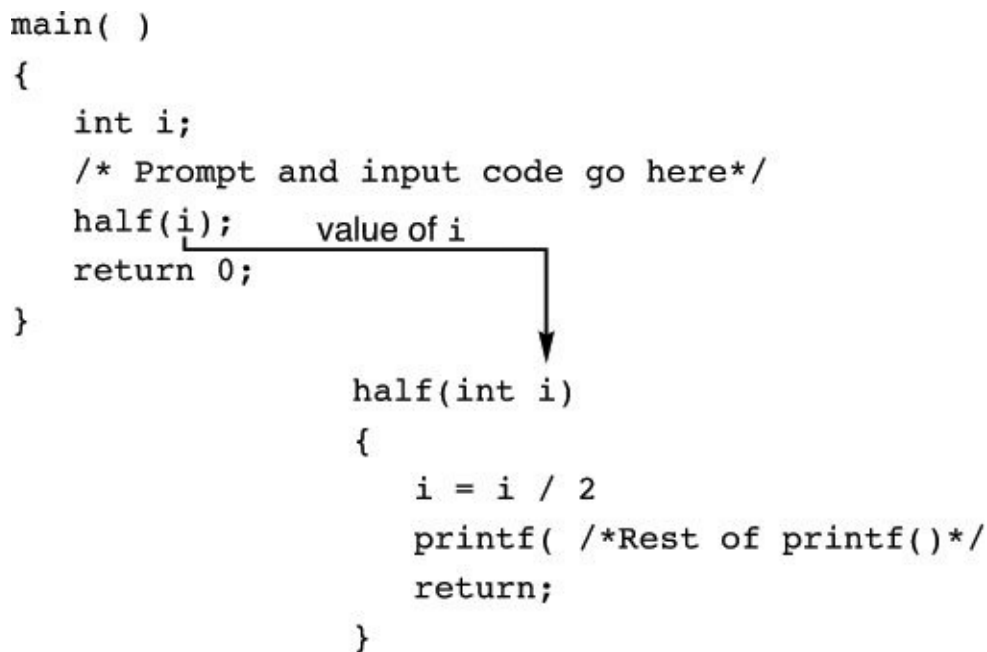 main( )
{
int i;
/* Prompt and input code go here*/
half(i);
value of i
return 0;
}
half(int i)
{
i = i / 2
printf( /*Rest of printf()*/
return;
}